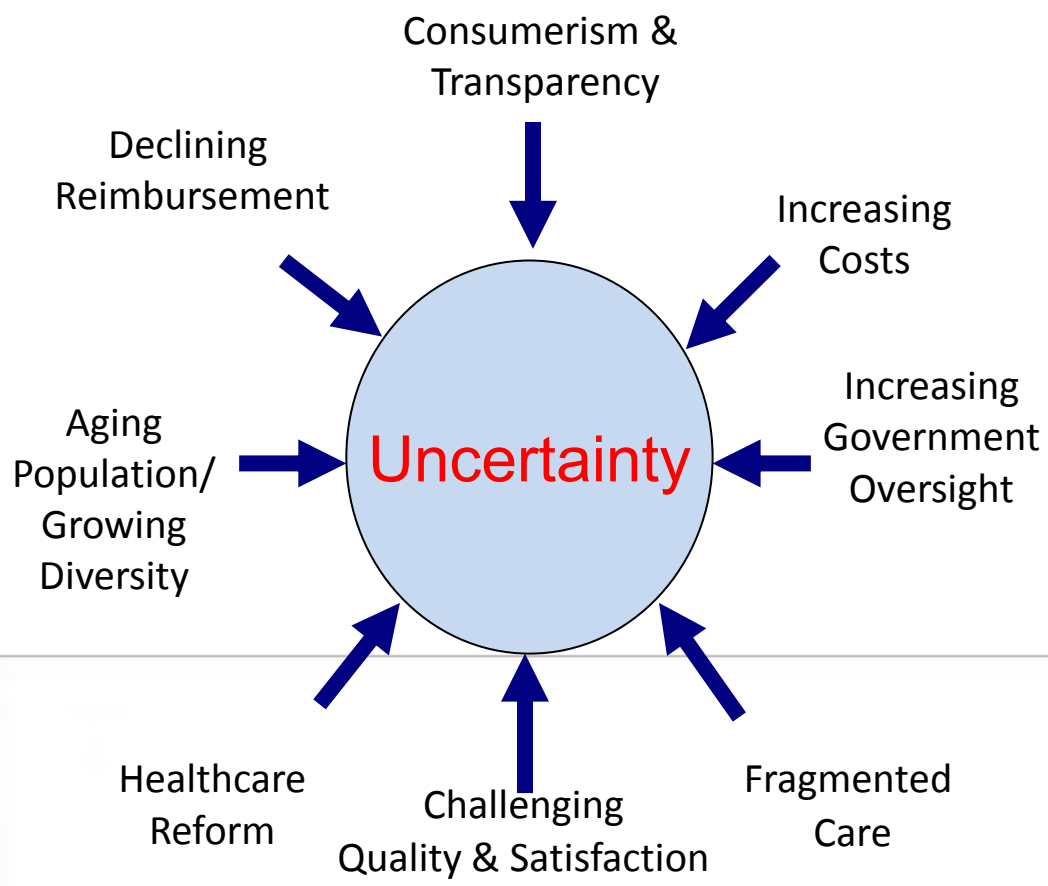 Consumerism &
Transparency
Declining
Reimbursement
Increasing
Costs
Aging
Population/
Growing
Diversity
Uncertainty
Increasing
Government
Oversight
Healthcare
Reform
Challenging
Quality & Satisfaction
Fragmented
Care